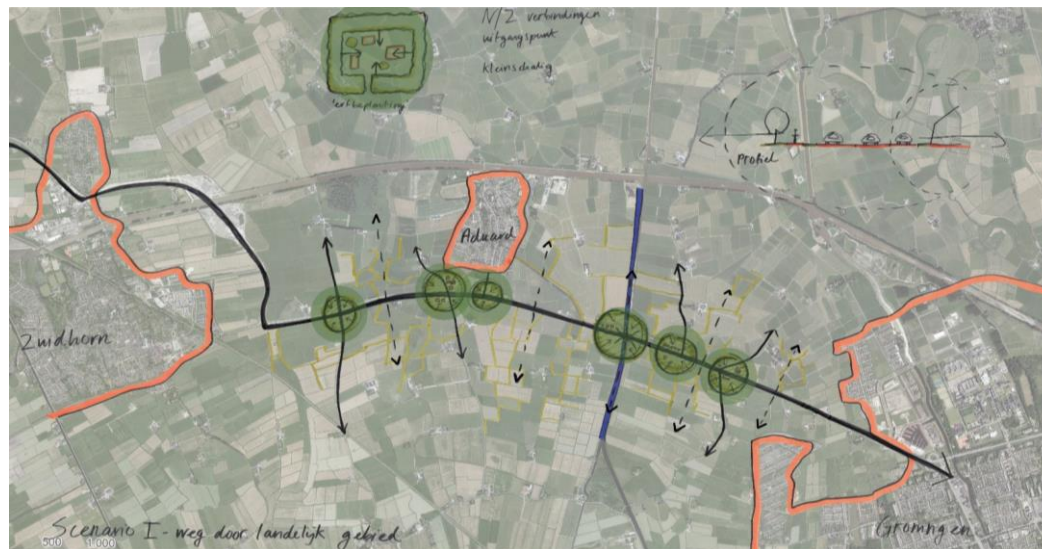 N/Z verbindingen
uitgangspunt
kleinschalig
'erfbeplanting'
Profiel
Aduard
Zuidhorn
Scenario I - weg door landelijk gebied
500 1.000
Groningen